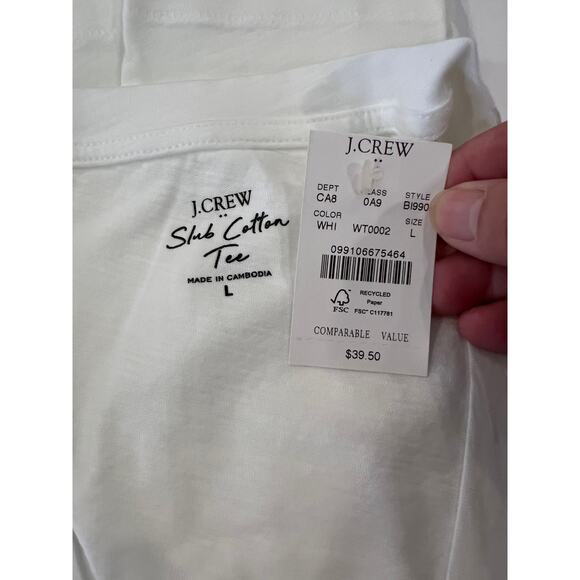 J.CREW
Slub Cotton
Tee
MADE IN CAMBODIA
L
J.CREW
DEPT STYLE
CA8 0A9 BI990
COLOR SIZE
WHI WT0002 L
099106675464
FSC
RECYCLED
Paper
FSC® C117781
COMPARABLE VALUE
$39.50